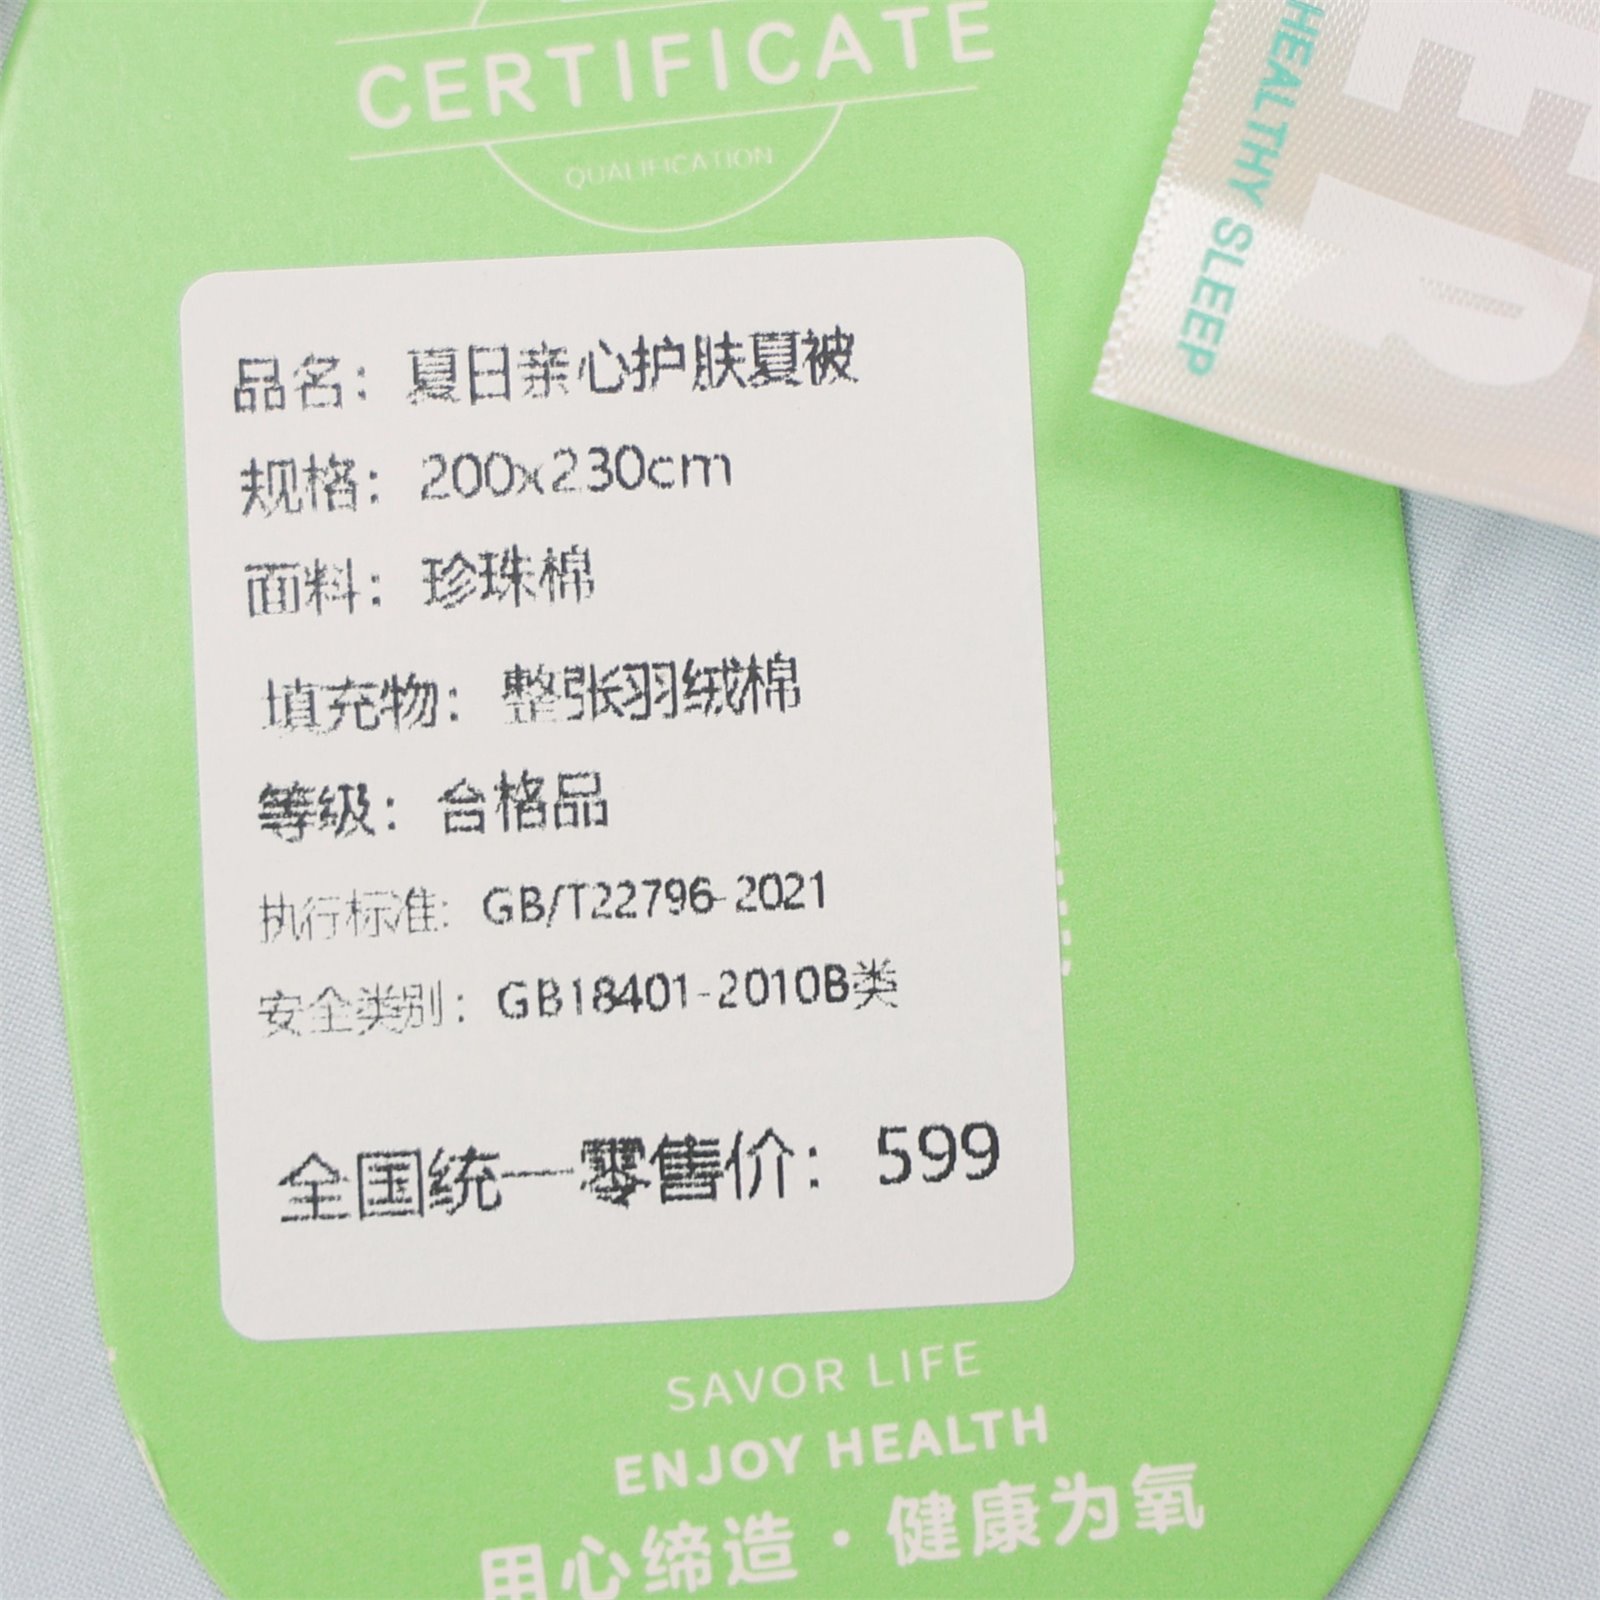 CERTIFICATE
QUALIFICATION
HEALTHY SLEEP
品名：夏日亲心护肤夏被
规格：200x230cm
面料：珍珠棉
填充物：整张羽绒棉
等级：合格品
执行标准：GB/T22796-2021
安全类别：GB18401-2010B类
全国统一零售价：599
SAVOR LIFE
ENJOY HEALTH
用心缔造·健康为氧